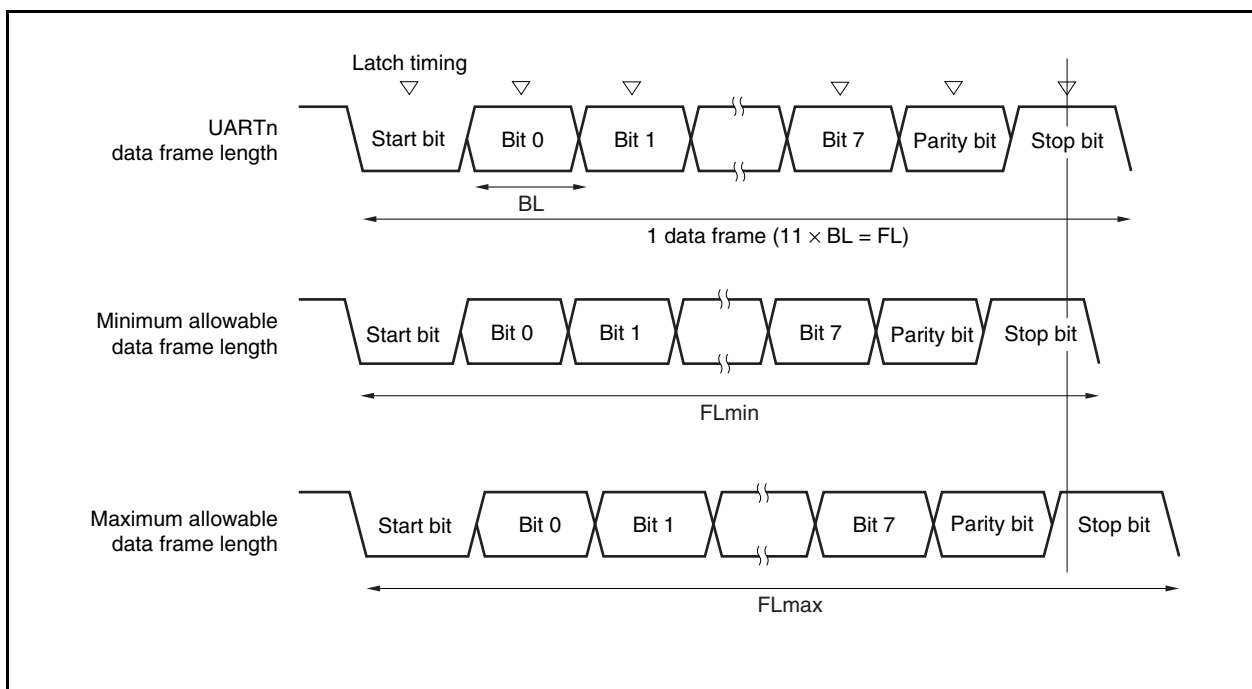 Latch timing
UARTn
data frame length
Start bit
Bit 0
Bit 1
Bit 7
Parity bit
Stop bit
BL
1 data frame (11 × BL = FL)
Minimum allowable
data frame length
Start bit
Bit 0
Bit 1
Bit 7
Parity bit
Stop bit
FLmin
Maximum allowable
data frame length
Start bit
Bit 0
Bit 1
Bit 7
Parity bit
Stop bit
FLmax